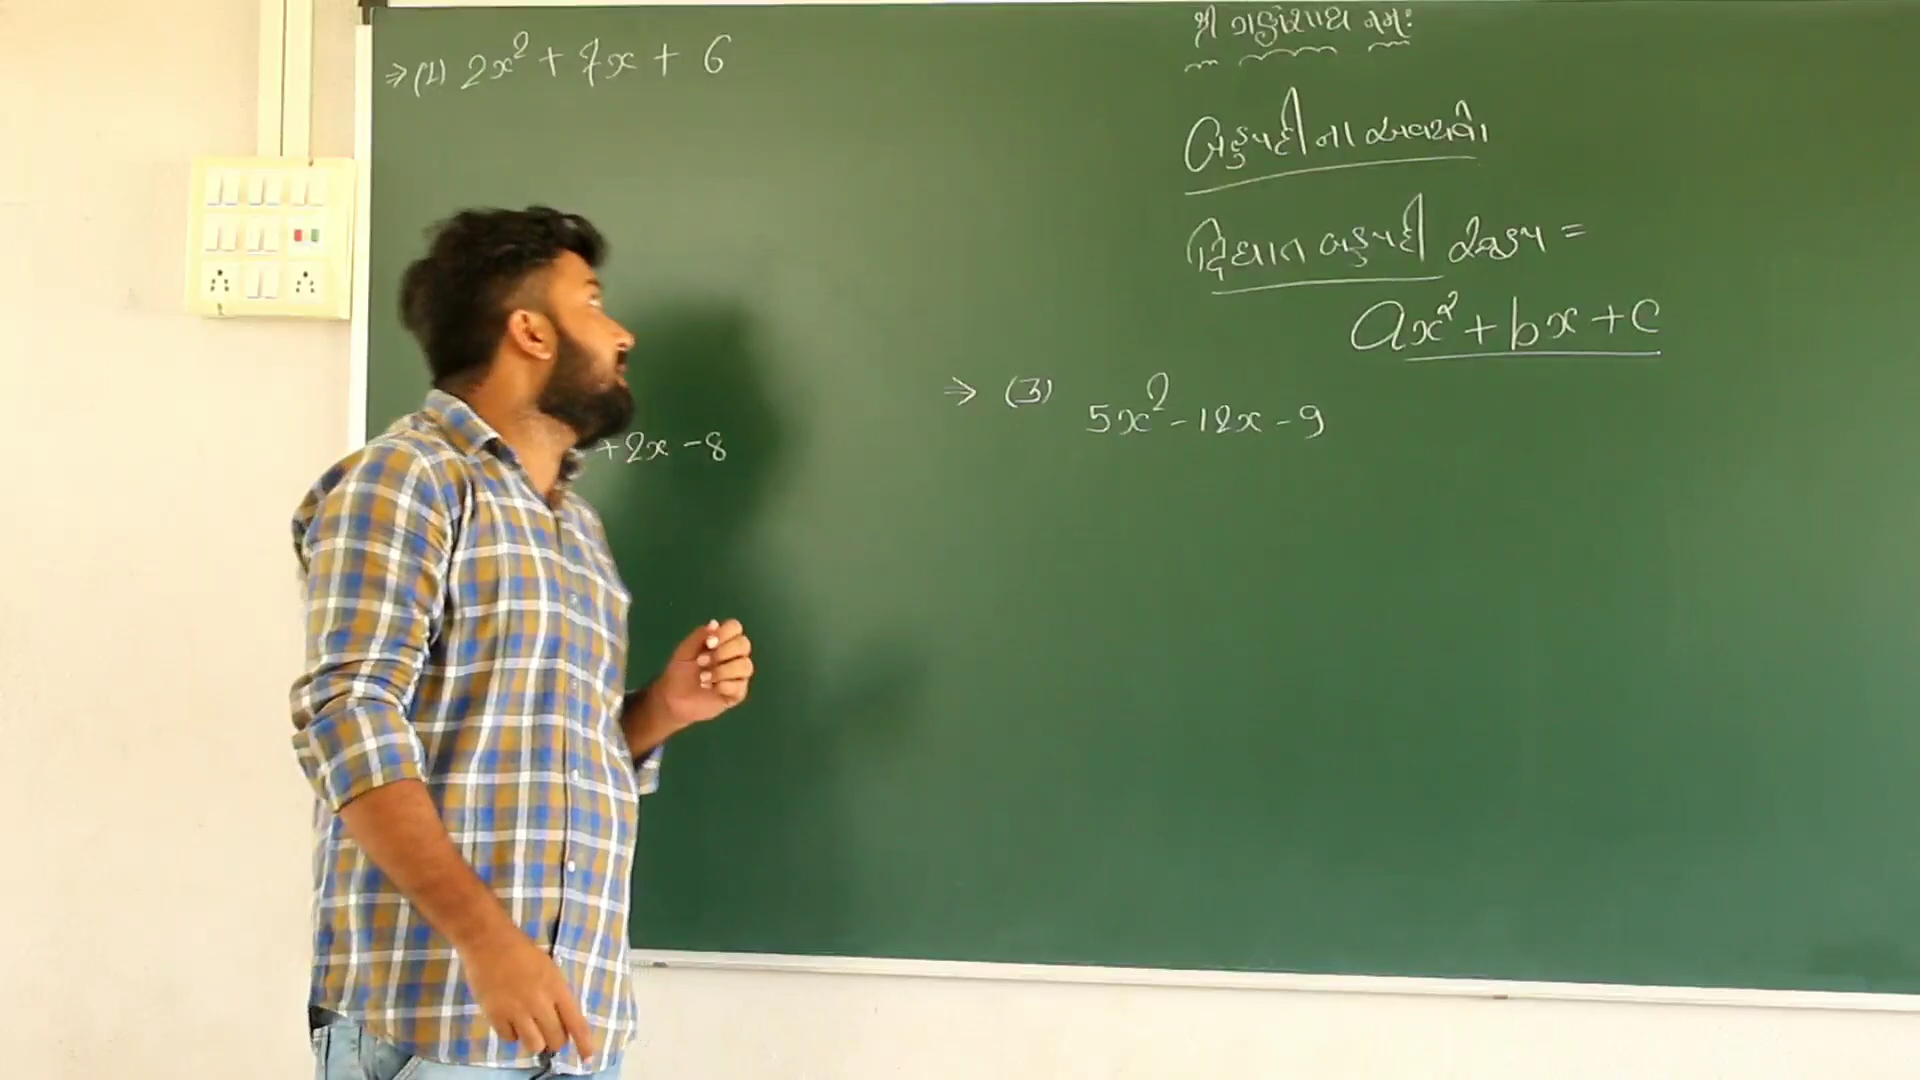 ⇒ (1) 2x² + 7x + 6
+2x -8
શ્રી ગણેશાય નમઃ
બહુપદીના અવયવો
દ્વિઘાત બહુપદી સ્વરૂપ =
ax² + bx + c
⇒ (3) 5x² - 12x - 9